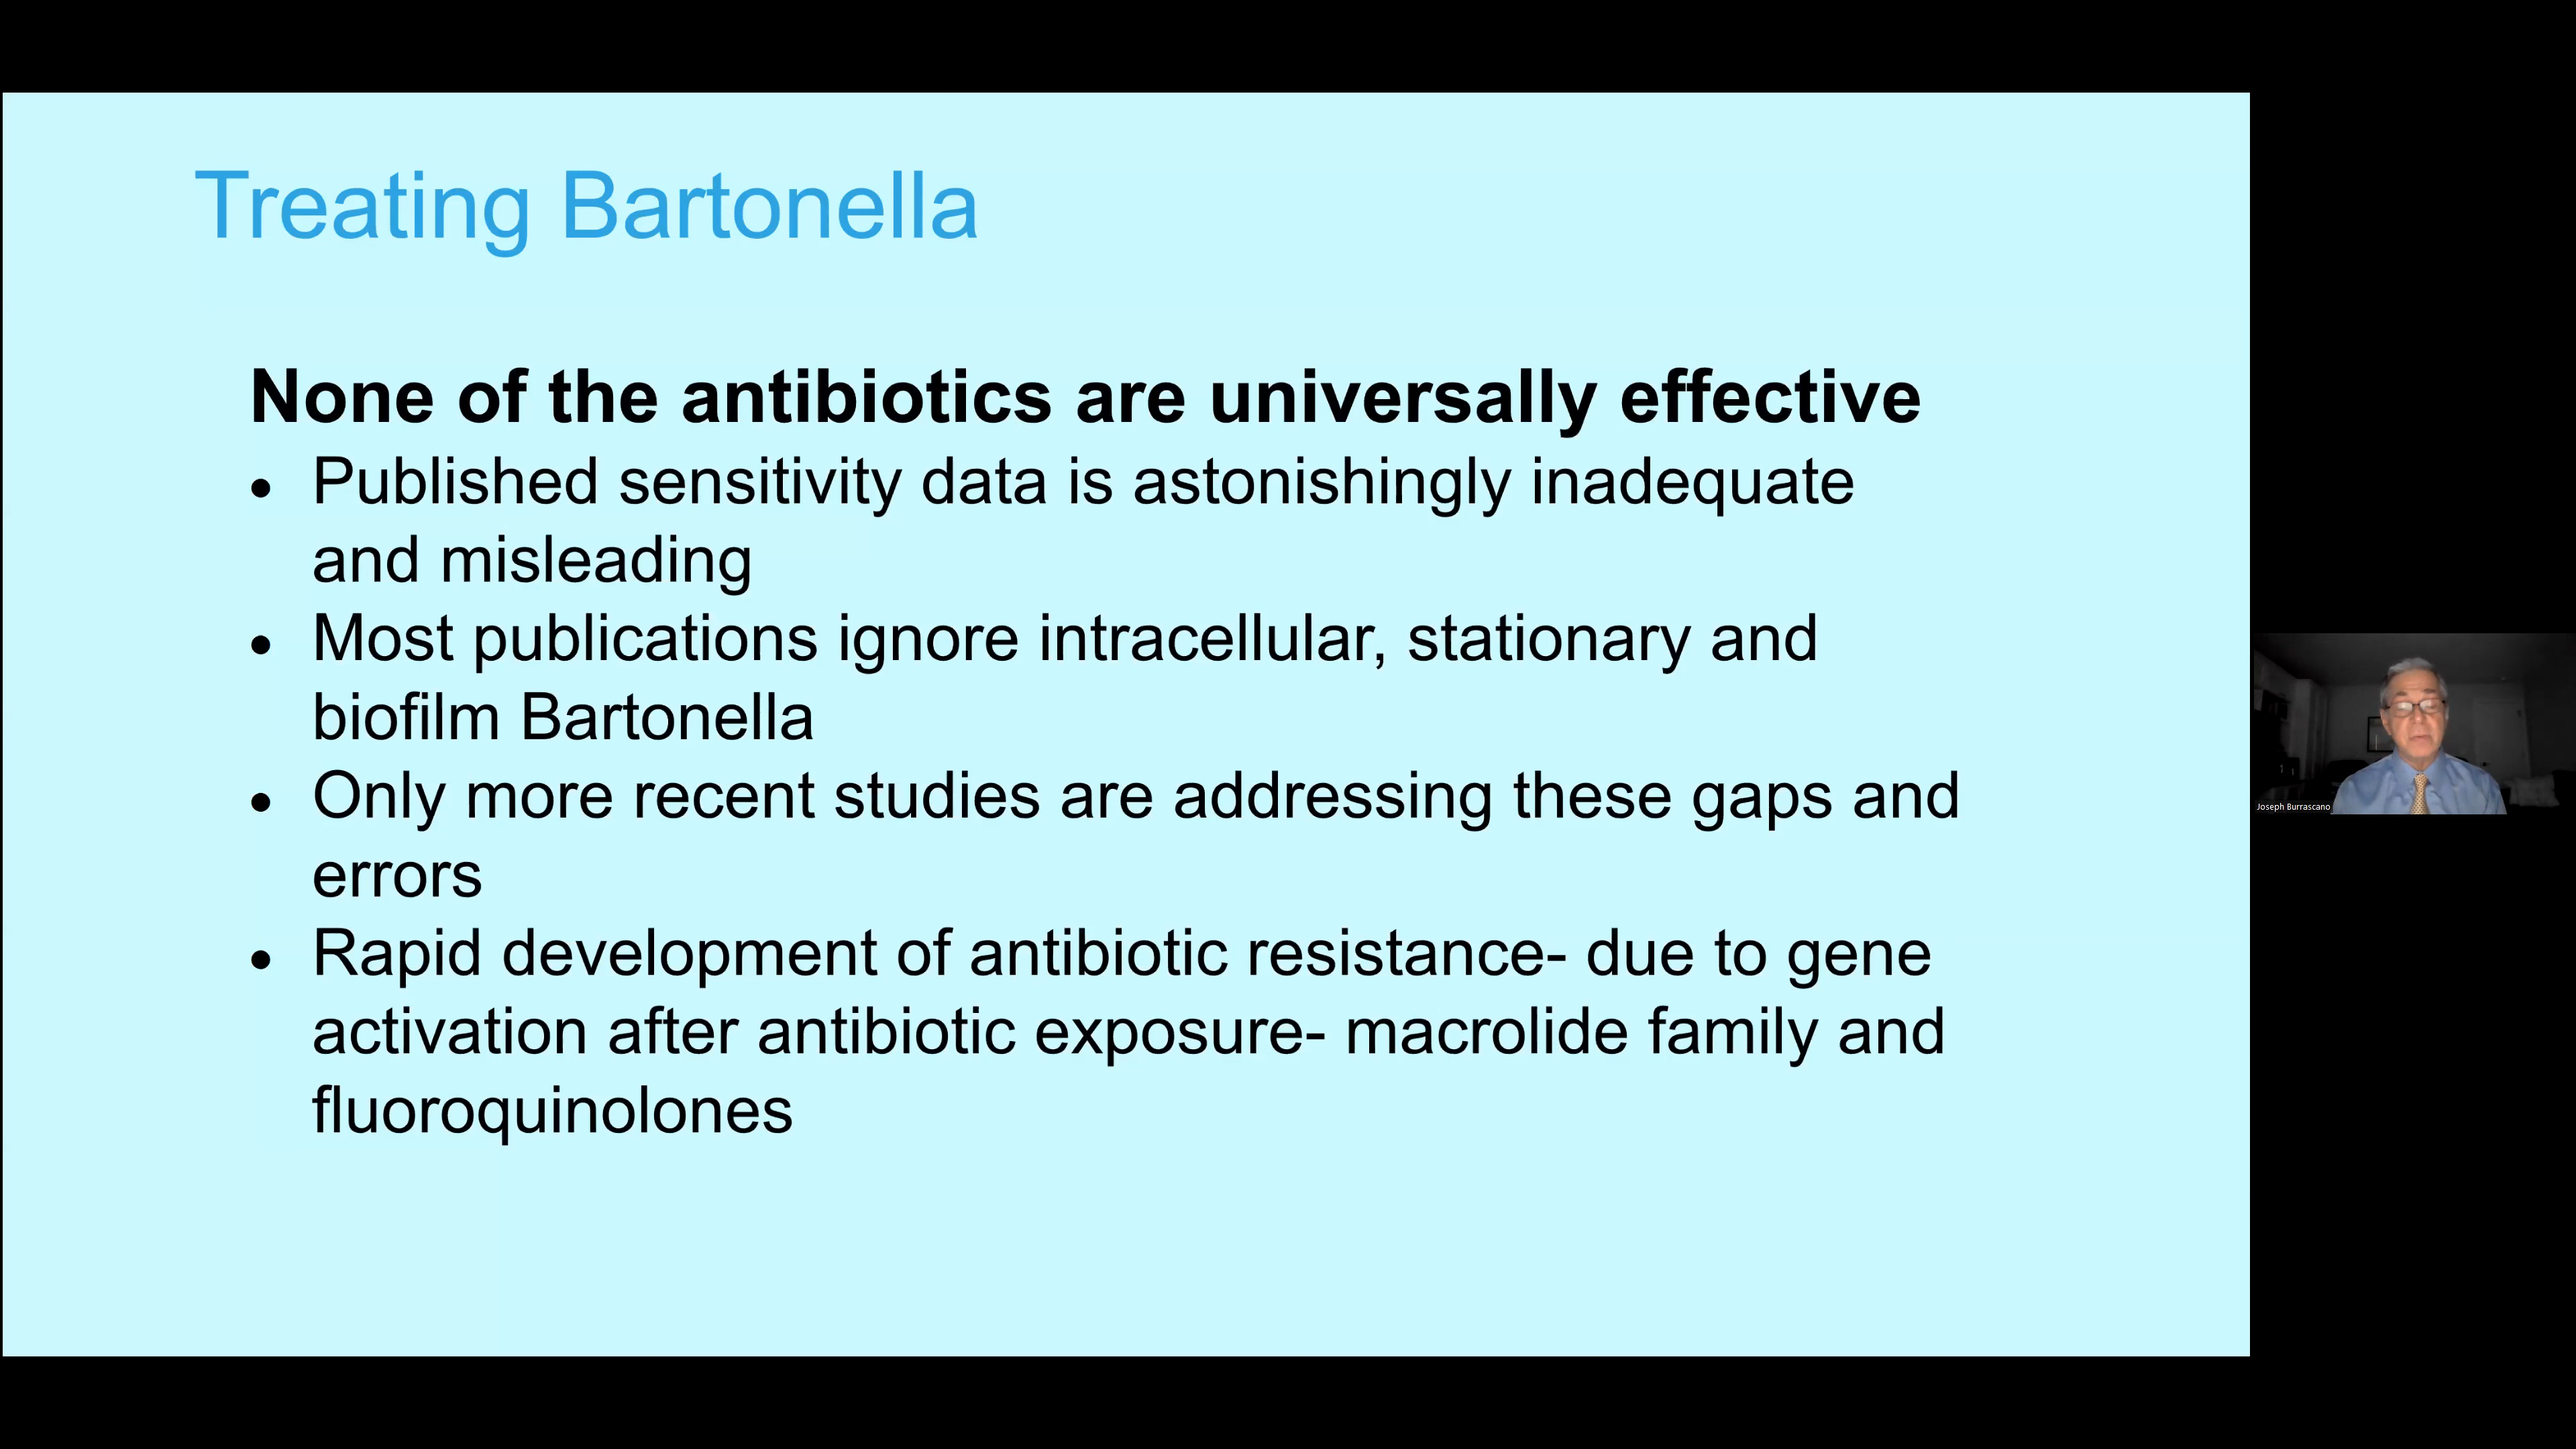 Treating Bartonella
None of the antibiotics are universally effective
• Published sensitivity data is astonishingly inadequate
and misleading
• Most publications ignore intracellular, stationary and
biofilm Bartonella
• Only more recent studies are addressing these gaps and
errors
• Rapid development of antibiotic resistance- due to gene
activation after antibiotic exposure- macrolide family and
fluoroquinolones
Joseph Burrascano